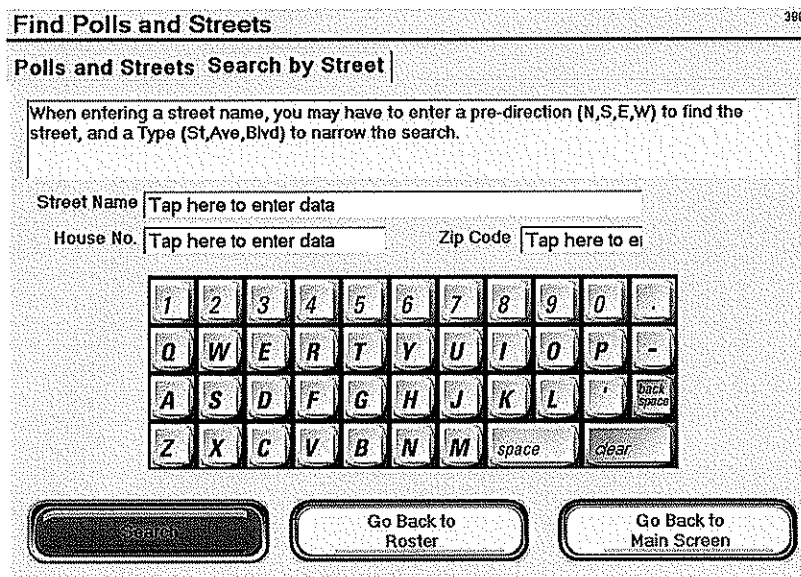 Find Polls and Streets
Polls and Streets Search by Street
When entering a street name, you may have to enter a pre-direction (N,S,E,W) to find the
street, and a Type (St,Ave,Blvd) to narrow the search.
Street Name Tap here to enter data
House No. Tap here to enter data Zip Code Tap here to
1 2 3 4 5 6 7 8 9 0 .
Q W E R T Y U I O P -
A S D F G H J K L ' back space
Z X C V B N M space clear
Search Go Back to Roster Go Back to Main Screen